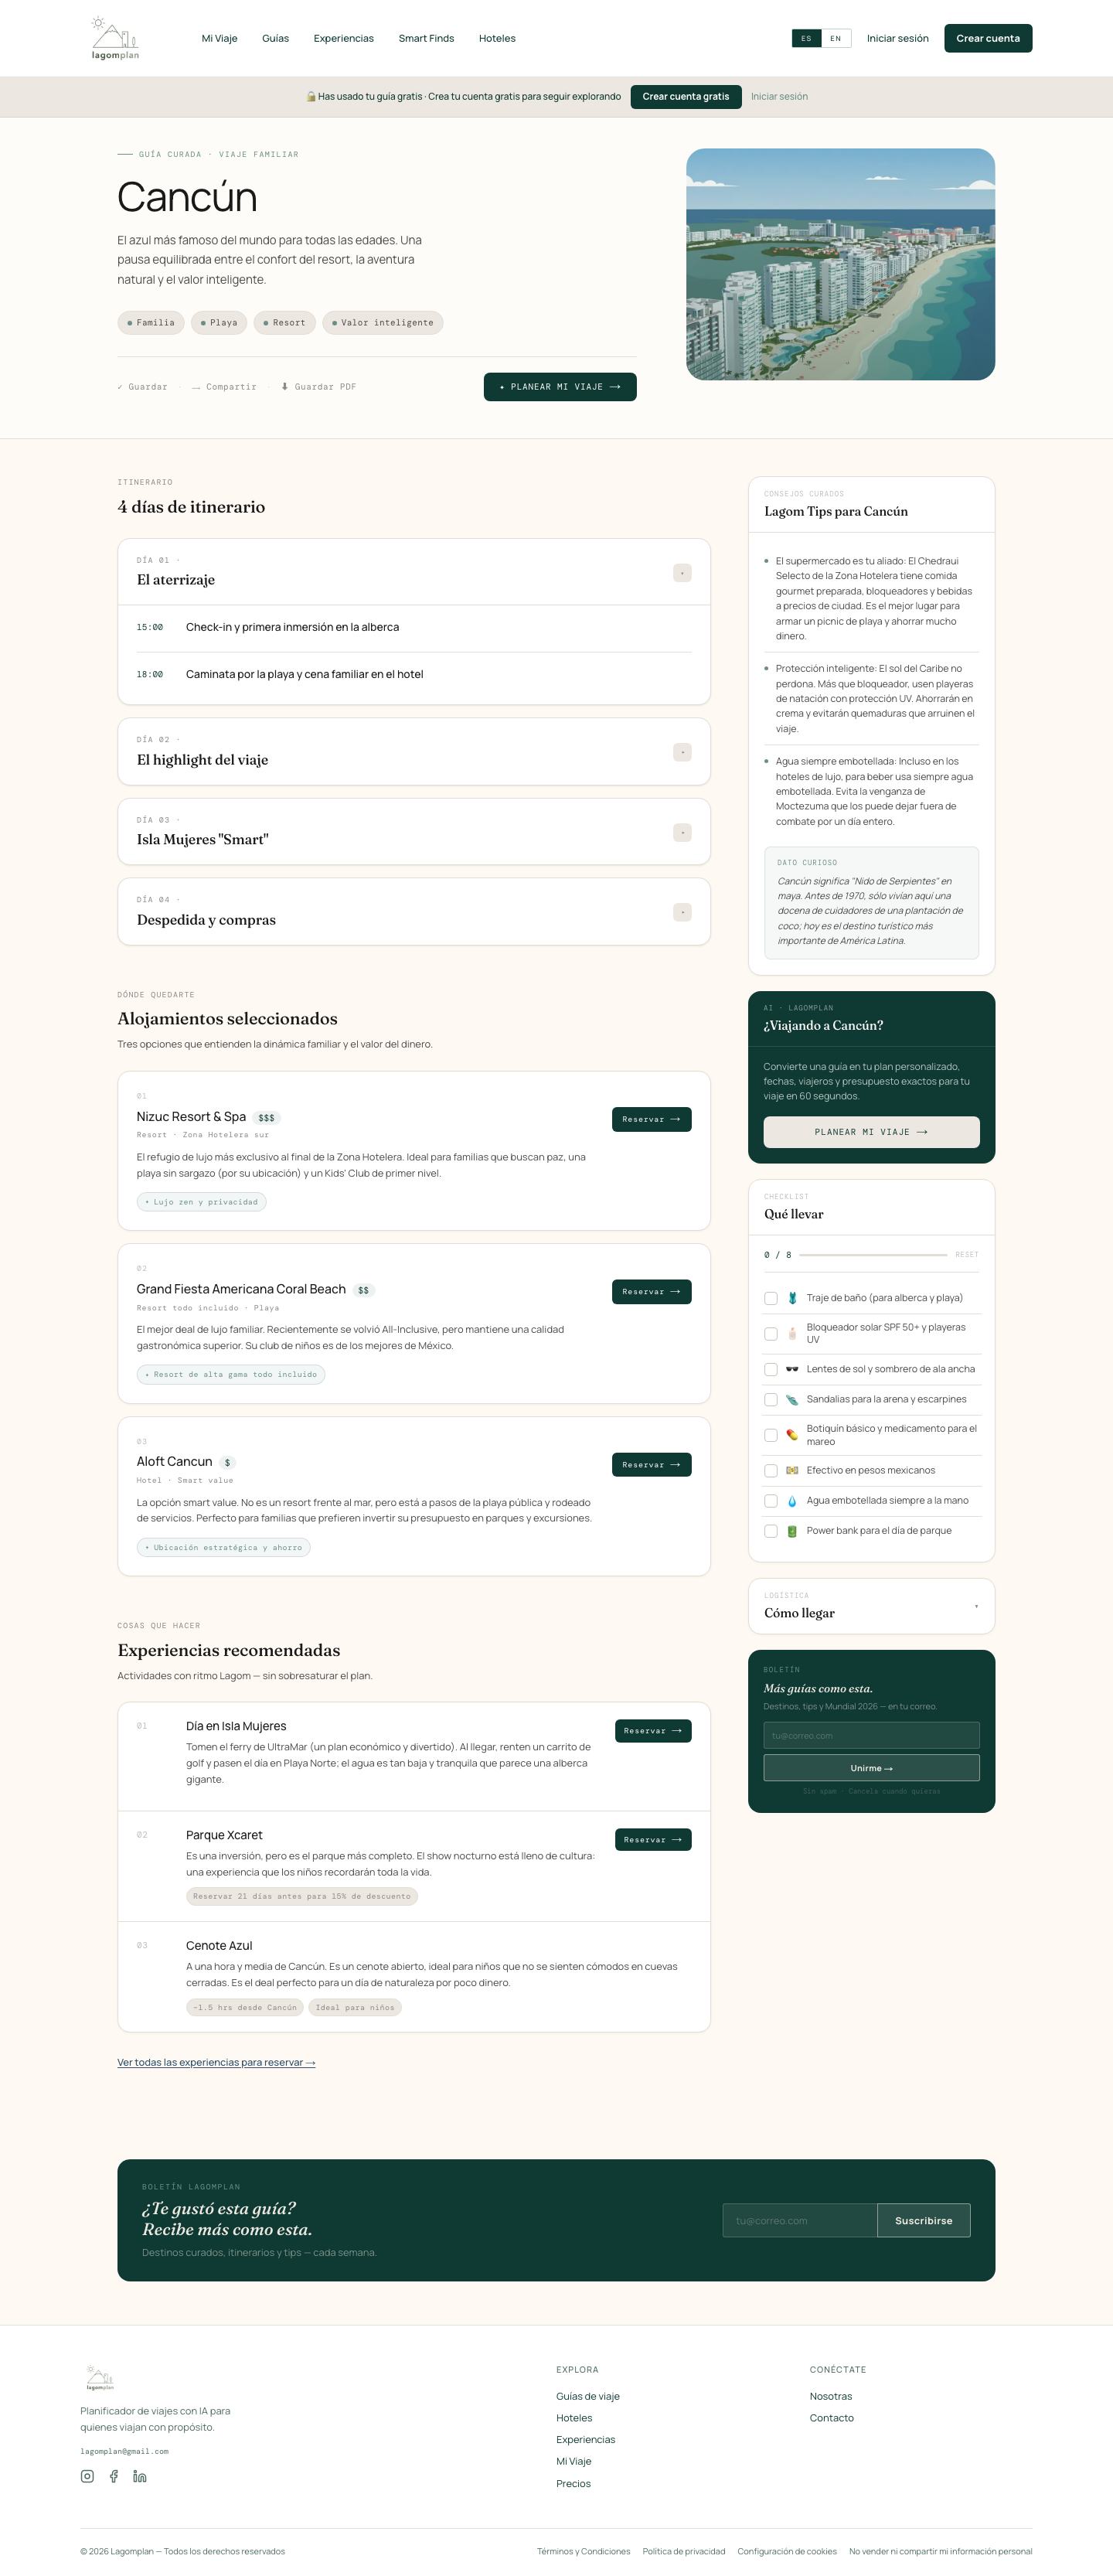 lagomplan
Mi Viaje
Guías
Experiencias
Smart Finds
Hoteles
ES
EN
Iniciar sesión
Crear cuenta
Has usado tu guía gratis · Crea tu cuenta gratis para seguir explorando
Crear cuenta gratis
Iniciar sesión
GUÍA CURADA · VIAJE FAMILIAR
Cancún
El azul más famoso del mundo para todas las edades. Una
pausa equilibrada entre el confort del resort, la aventura
natural y el valor inteligente.
Familia
Playa
Resort
Valor inteligente
✓ Guardar · → Compartir · ⬇ Guardar PDF
✦ PLANEAR MI VIAJE →
ITINERARIO
4 días de itinerario
DÍA 01 ·
El aterrizaje
15:00 Check-in y primera inmersión en la alberca
18:00 Caminata por la playa y cena familiar en el hotel
DÍA 02 ·
El highlight del viaje
DÍA 03 ·
Isla Mujeres "Smart"
DÍA 04 ·
Despedida y compras
DÓNDE QUEDARTE
Alojamientos seleccionados
Tres opciones que entienden la dinámica familiar y el valor del dinero.
01
Nizuc Resort & Spa $$$
Resort · Zona Hotelera sur
El refugio de lujo más exclusivo al final de la Zona Hotelera. Ideal para familias que buscan paz, una
playa sin sargazo (por su ubicación) y un Kids' Club de primer nivel.
Lujo zen y privacidad
Reservar →
02
Grand Fiesta Americana Coral Beach $$
Resort todo incluido · Playa
El mejor deal de lujo familiar. Recientemente se volvió All-Inclusive, pero mantiene una calidad
gastronómica superior. Su club de niños es de los mejores de México.
Resort de alta gama todo incluido
Reservar →
03
Aloft Cancun $
Hotel · Smart value
La opción smart value. No es un resort frente al mar, pero está a pasos de la playa pública y rodeado
de servicios. Perfecto para familias que prefieren invertir su presupuesto en parques y excursiones.
Ubicación estratégica y ahorro
Reservar →
COSAS QUE HACER
Experiencias recomendadas
Actividades con ritmo Lagom — sin sobresaturar el plan.
01
Día en Isla Mujeres
Tomen el ferry de UltraMar (un plan económico y divertido). Al llegar, renten un carrito de
golf y pasen el día en Playa Norte; el agua es tan baja y tranquila que parece una alberca
gigante.
Reservar →
02
Parque Xcaret
Es una inversión, pero es el parque más completo. El show nocturno está lleno de cultura:
una experiencia que los niños recordarán toda la vida.
Reservar 21 días antes para 15% de descuento
Reservar →
03
Cenote Azul
A una hora y media de Cancún. Es un cenote abierto, ideal para niños que no se sienten cómodos en cuevas
cerradas. Es el deal perfecto para un día de naturaleza por poco dinero.
~1.5 hrs desde Cancún
Ideal para niños
Ver todas las experiencias para reservar →
CONSEJOS CURADOS
Lagom Tips para Cancún
El supermercado es tu aliado: El Chedraui
Selecto de la Zona Hotelera tiene comida
gourmet preparada, bloqueadores y bebidas
a precios de ciudad. Es el mejor lugar para
armar un picnic de playa y ahorrar mucho
dinero.
Protección inteligente: El sol del Caribe no
perdona. Más que bloqueador, usen playeras
de natación con protección UV. Ahorrarán en
crema y evitarán quemaduras que arruinen el
viaje.
Agua siempre embotellada: Incluso en los
hoteles de lujo, para beber usa siempre agua
embotellada. Evita la venganza de
Moctezuma que los puede dejar fuera de
combate por un día entero.
DATO CURIOSO
Cancún significa "Nido de Serpientes" en
maya. Antes de 1970, sólo vivían aquí una
docena de cuidadores de una plantación de
coco; hoy es el destino turístico más
importante de América Latina.
AI · LAGOMPLAN
¿Viajando a Cancún?
Convierte una guía en tu plan personalizado,
fechas, viajeros y presupuesto exactos para tu
viaje en 60 segundos.
PLANEAR MI VIAJE →
CHECKLIST
Qué llevar
0 / 8
RESET
Traje de baño (para alberca y playa)
Bloqueador solar SPF 50+ y playeras
UV
Lentes de sol y sombrero de ala ancha
Sandalias para la arena y escarpines
Botiquín básico y medicamento para el
mareo
Efectivo en pesos mexicanos
Agua embotellada siempre a la mano
Power bank para el día de parque
LOGÍSTICA
Cómo llegar
BOLETÍN
Más guías como esta.
Destinos, tips y Mundial 2026 — en tu correo.
tu@correo.com
Unirme →
Sin spam · Cancela cuando quieras
BOLETÍN LAGOMPLAN
¿Te gustó esta guía?
Recibe más como esta.
Destinos curados, itinerarios y tips — cada semana.
tu@correo.com
Suscribirse
lagomplan
Planificador de viajes con IA para
quienes viajan con propósito.
lagomplan@gmail.com
EXPLORA
Guías de viaje
Hoteles
Experiencias
Mi Viaje
Precios
CONÉCTATE
Nosotras
Contacto
© 2026 Lagomplan — Todos los derechos reservados
Términos y Condiciones
Política de privacidad
Configuración de cookies
No vender ni compartir mi información personal